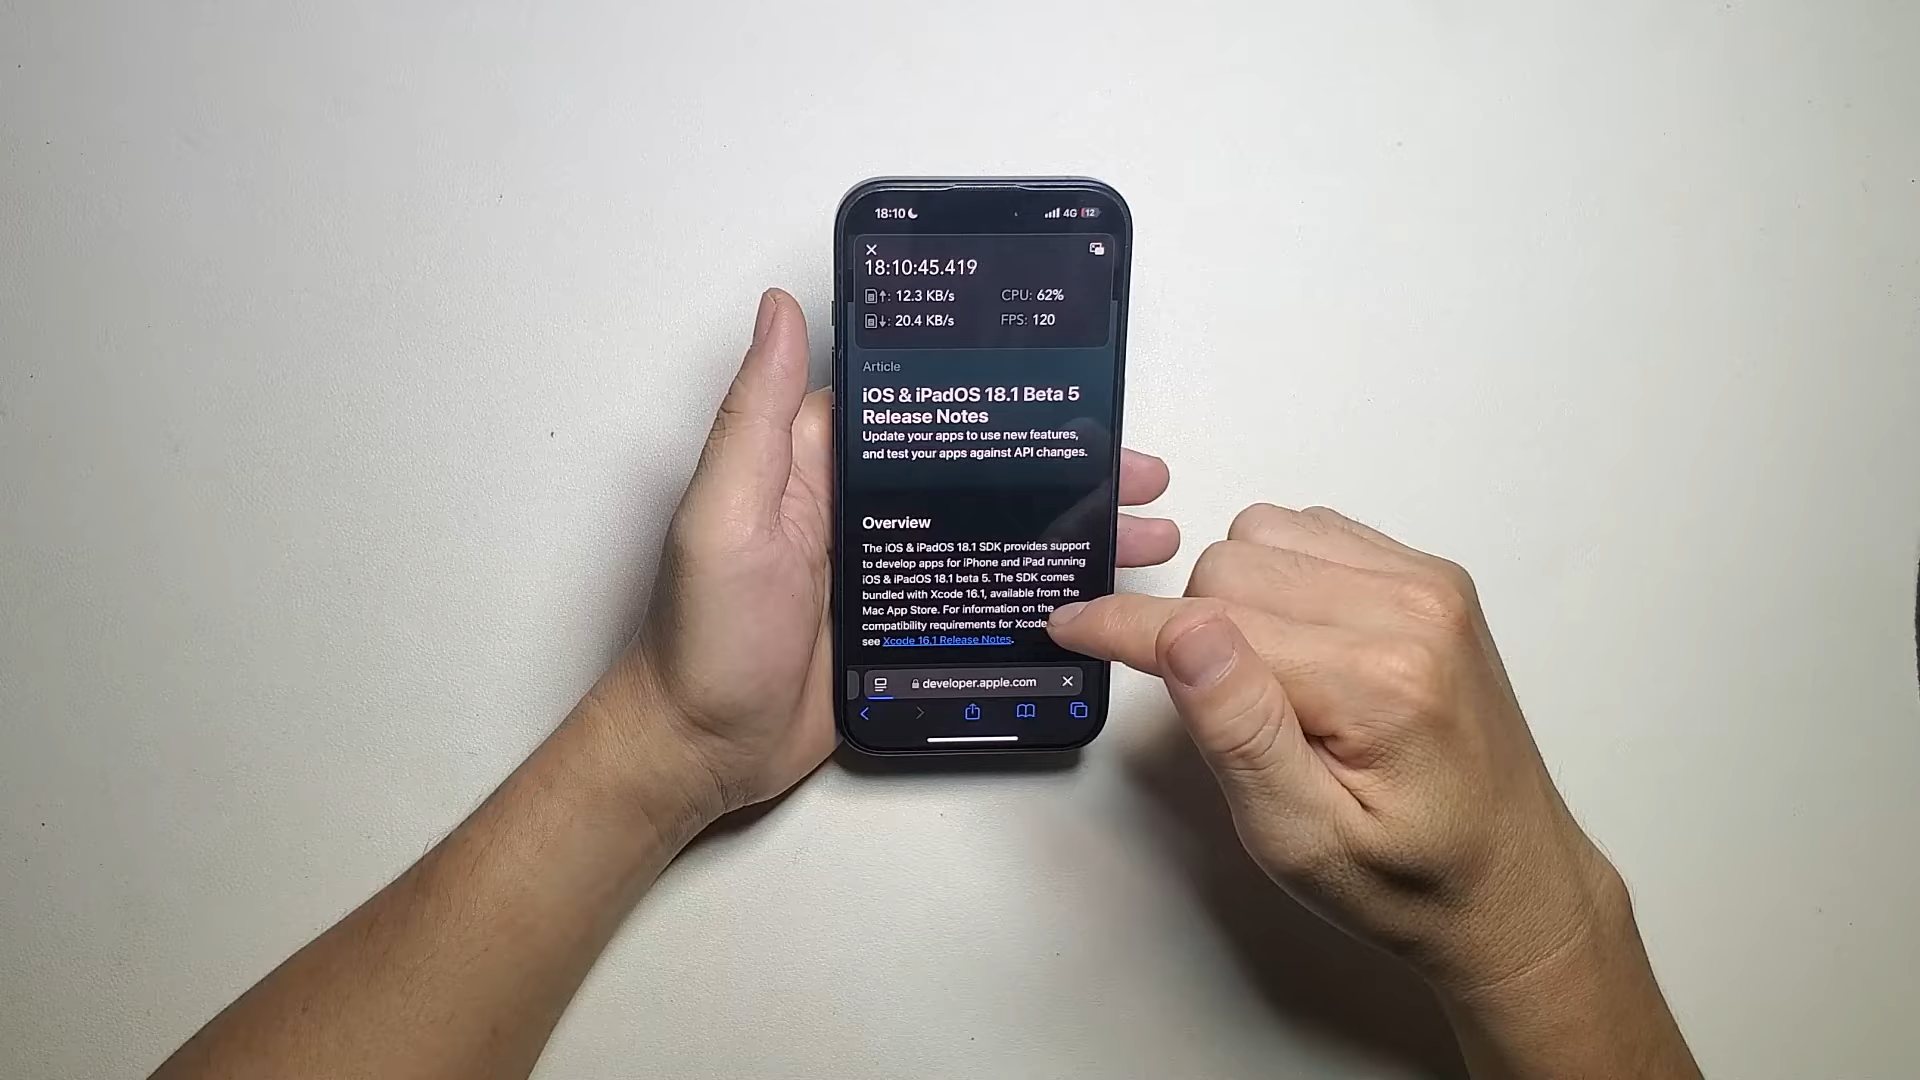 18:10 4G 12
18:10:45.419
↑: 12.3 KB/s CPU: 62%
↓: 20.4 KB/s FPS: 120
Article
iOS & iPadOS 18.1 Beta 5
Release Notes
Update your apps to use new features,
and test your apps against API changes.
Overview
The iOS & iPadOS 18.1 SDK provides support
to develop apps for iPhone and iPad running
iOS & iPadOS 18.1 beta 5. The SDK comes
bundled with Xcode 16.1, available from the
Mac App Store. For information on the
compatibility requirements for Xcode
see Xcode 16.1 Release Notes.
developer.apple.com